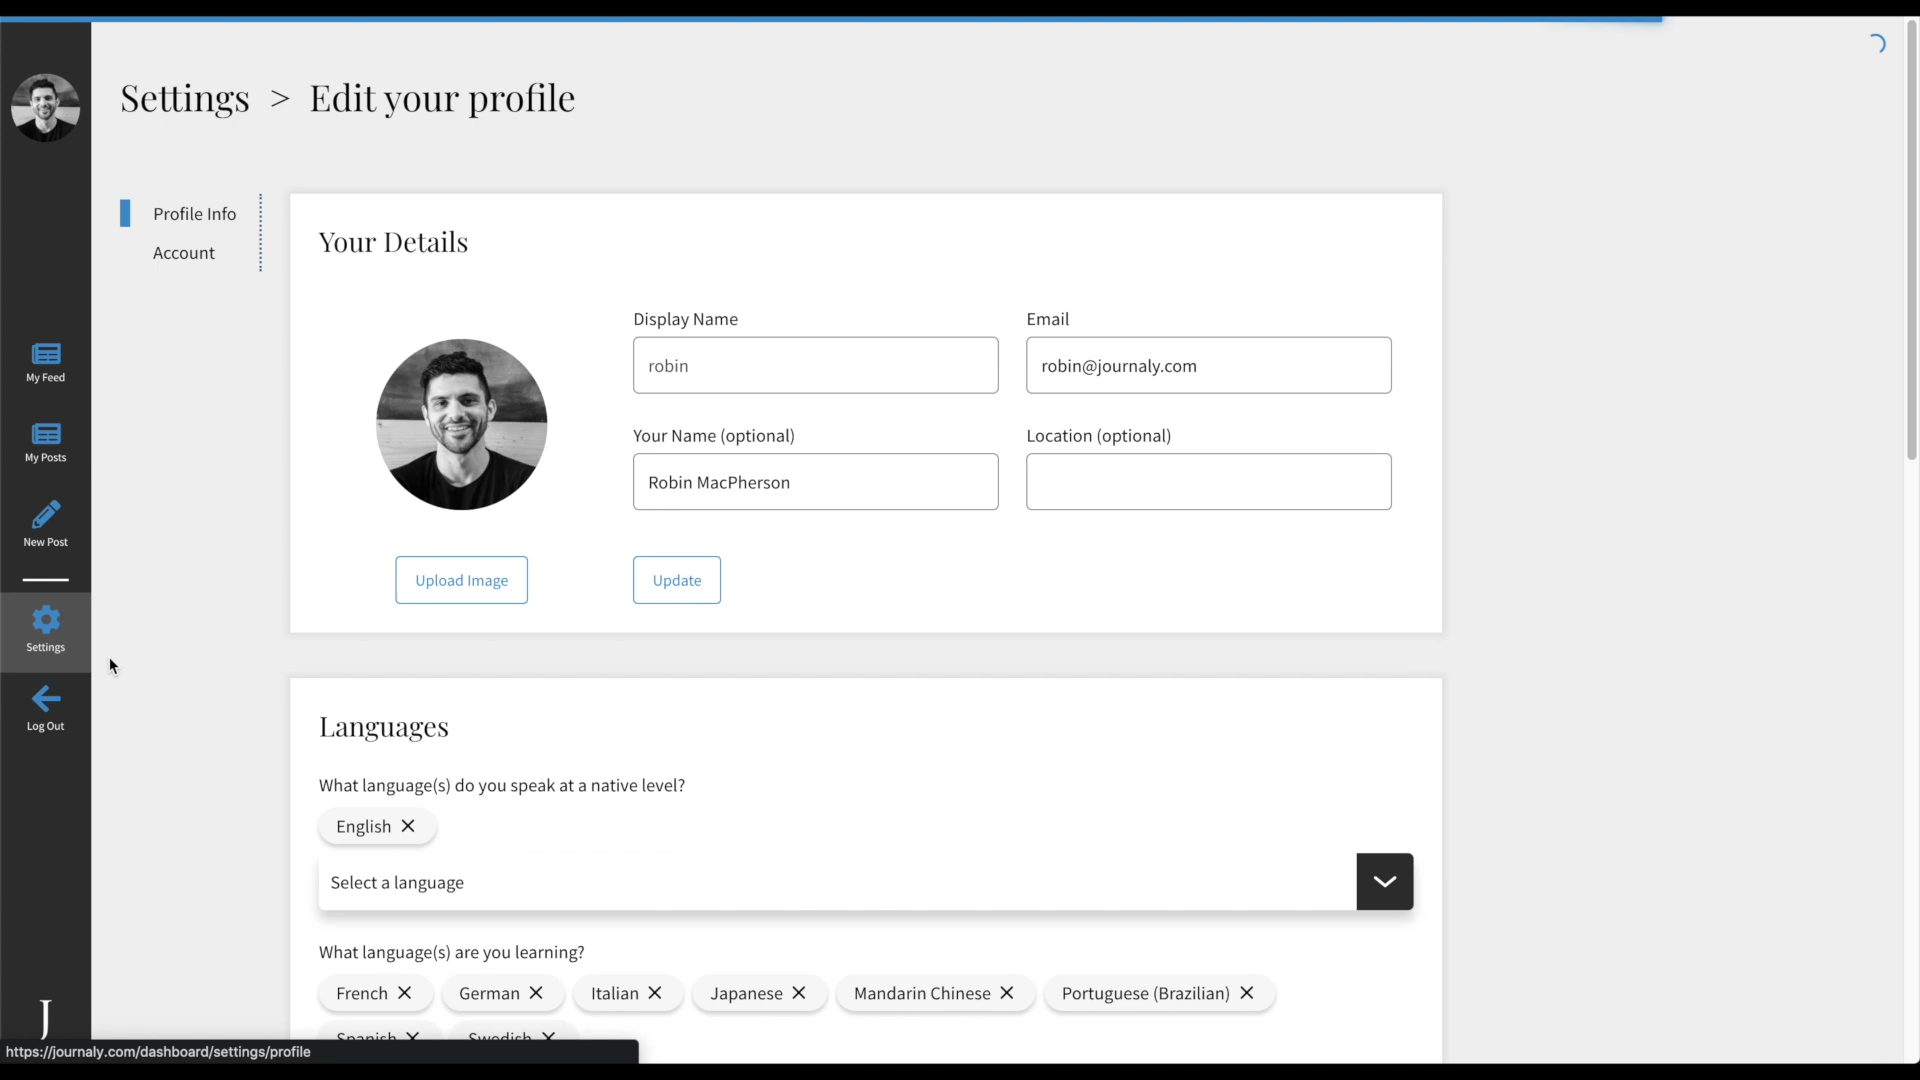 Settings > Edit your profile
Profile Info
Account
My Feed
My Posts
New Post
Settings
Log Out
J
Your Details
Display Name
Email
robin
robin@journaly.com
Your Name (optional)
Location (optional)
Robin MacPherson
Upload Image
Update
Languages
What language(s) do you speak at a native level?
English
Select a language
What language(s) are you learning?
French German Italian Japanese Mandarin Chinese Portuguese (Brazilian)
Spanish Swedish
https://journaly.com/dashboard/settings/profile